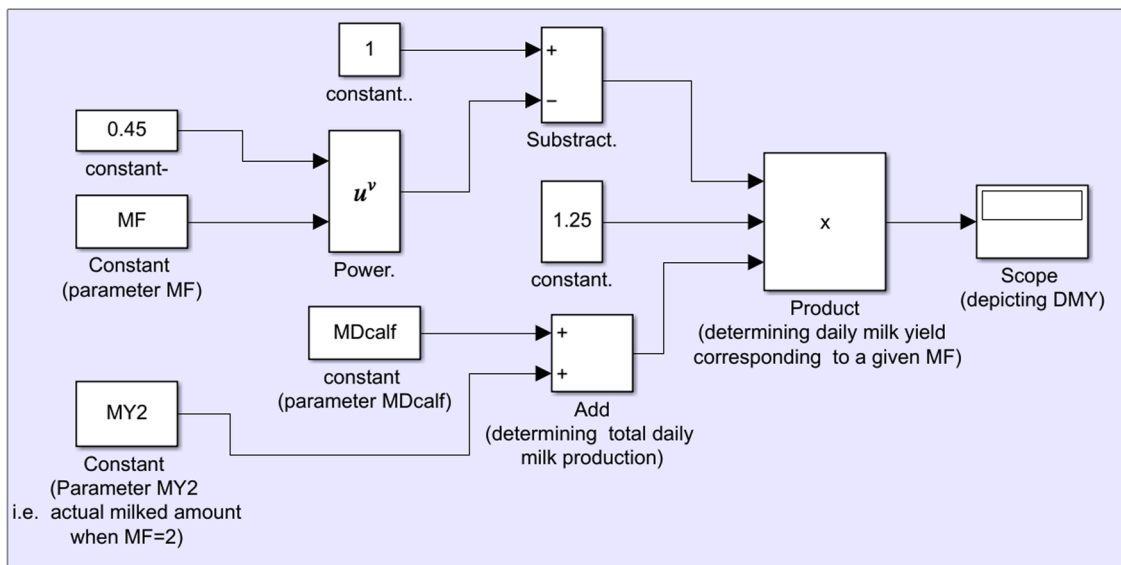 1
constant..
+
−
Substract.
0.45
constant-
MF
Constant
(parameter MF)
u^v
Power.
1.25
constant.
x
Product
(determining daily milk yield
corresponding to a given MF)
Scope
(depicting DMY)
MDcalf
constant
(parameter MDcalf)
+
+
Add
(determining total daily
milk production)
MY2
Constant
(Parameter MY2
i.e. actual milked amount
when MF=2)